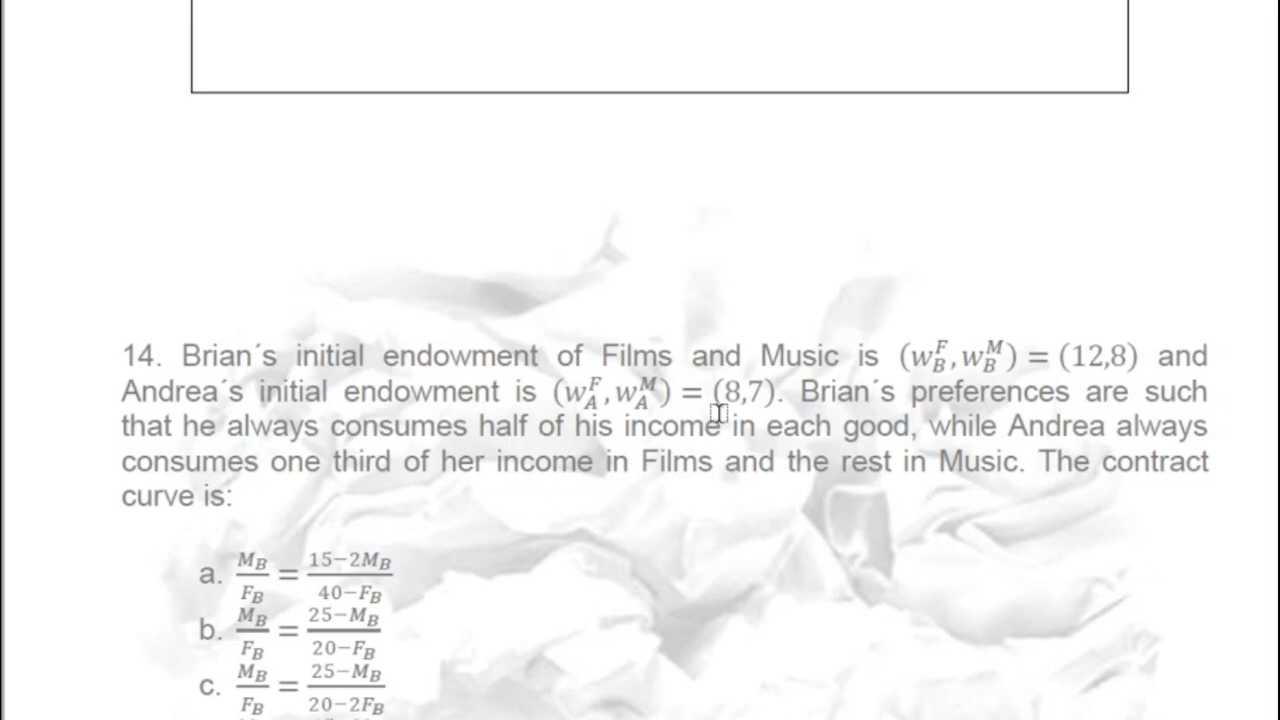 14. Brian´s initial endowment of Films and Music is (w_B^F, w_B^M) = (12,8) and
Andrea´s initial endowment is (w_A^F, w_A^M) = (8,7). Brian´s preferences are such
that he always consumes half of his income in each good, while Andrea always
consumes one third of her income in Films and the rest in Music. The contract
curve is:
a. M_B/F_B = (15−2M_B)/(40−F_B)
b. M_B/F_B = (25−M_B)/(20−F_B)
c. M_B/F_B = (25−M_B)/(20−2F_B)